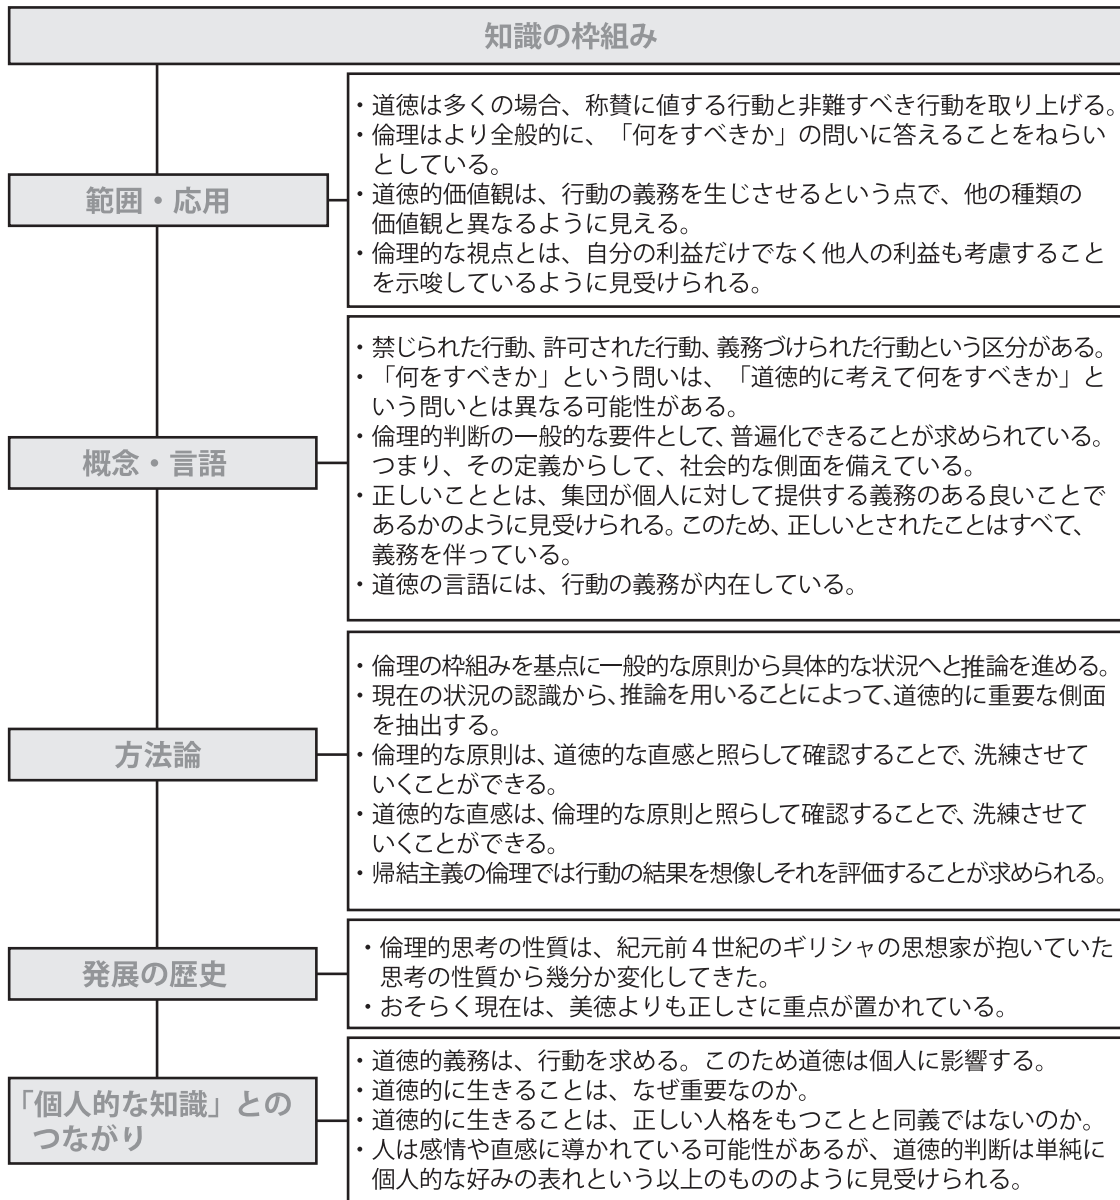 知識の枠組み
範囲・応用
・道徳は多くの場合、称賛に値する行動と非難すべき行動を取り上げる。
・倫理はより全般的に、「何をすべきか」の問いに答えることをねらい
としている。
・道徳的価値観は、行動の義務を生じさせるという点で、他の種類の
価値観と異なるように見える。
・倫理的な視点とは、自分の利益だけでなく他人の利益も考慮すること
を示唆しているように見受けられる。
概念・言語
・禁じられた行動、許可された行動、義務づけられた行動という区分がある。
・「何をすべきか」という問いは、「道徳的に考えて何をすべきか」と
いう問いとは異なる可能性がある。
・倫理的判断の一般的な要件として、普遍化できることが求められている。
つまり、その定義からして、社会的な側面を備えている。
・正しいこととは、集団が個人に対して提供する義務のある良いことで
あるかのように見受けられる。このため、正しいとされたことはすべて、
義務を伴っている。
・道徳の言語には、行動の義務が内在している。
方法論
・倫理の枠組みを基点に一般的な原則から具体的な状況へと推論を進める。
・現在の状況の認識から、推論を用いることによって、道徳的に重要な側面
を抽出する。
・倫理的な原則は、道徳的な直感と照らして確認することで、洗練させて
いくことができる。
・道徳的な直感は、倫理的な原則と照らして確認することで、洗練させて
いくことができる。
・帰結主義の倫理では行動の結果を想像しそれを評価することが求められる。
発展の歴史
・倫理的思考の性質は、紀元前４世紀のギリシャの思想家が抱いていた
思考の性質から幾分か変化してきた。
・おそらく現在は、美徳よりも正しさに重点が置かれている。
「個人的な知識」との
つながり
・道徳的義務は、行動を求める。このため道徳は個人に影響する。
・道徳的に生きることは、なぜ重要なのか。
・道徳的に生きることは、正しい人格をもつことと同義ではないのか。
・人は感情や直感に導かれている可能性があるが、道徳的判断は単純に
個人的な好みの表れという以上のもののように見受けられる。